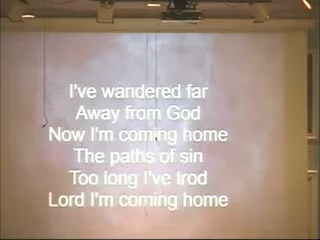 I've wandered far
Away from God
Now I'm coming home
The paths of sin
Too long I've trod
Lord I'm coming home